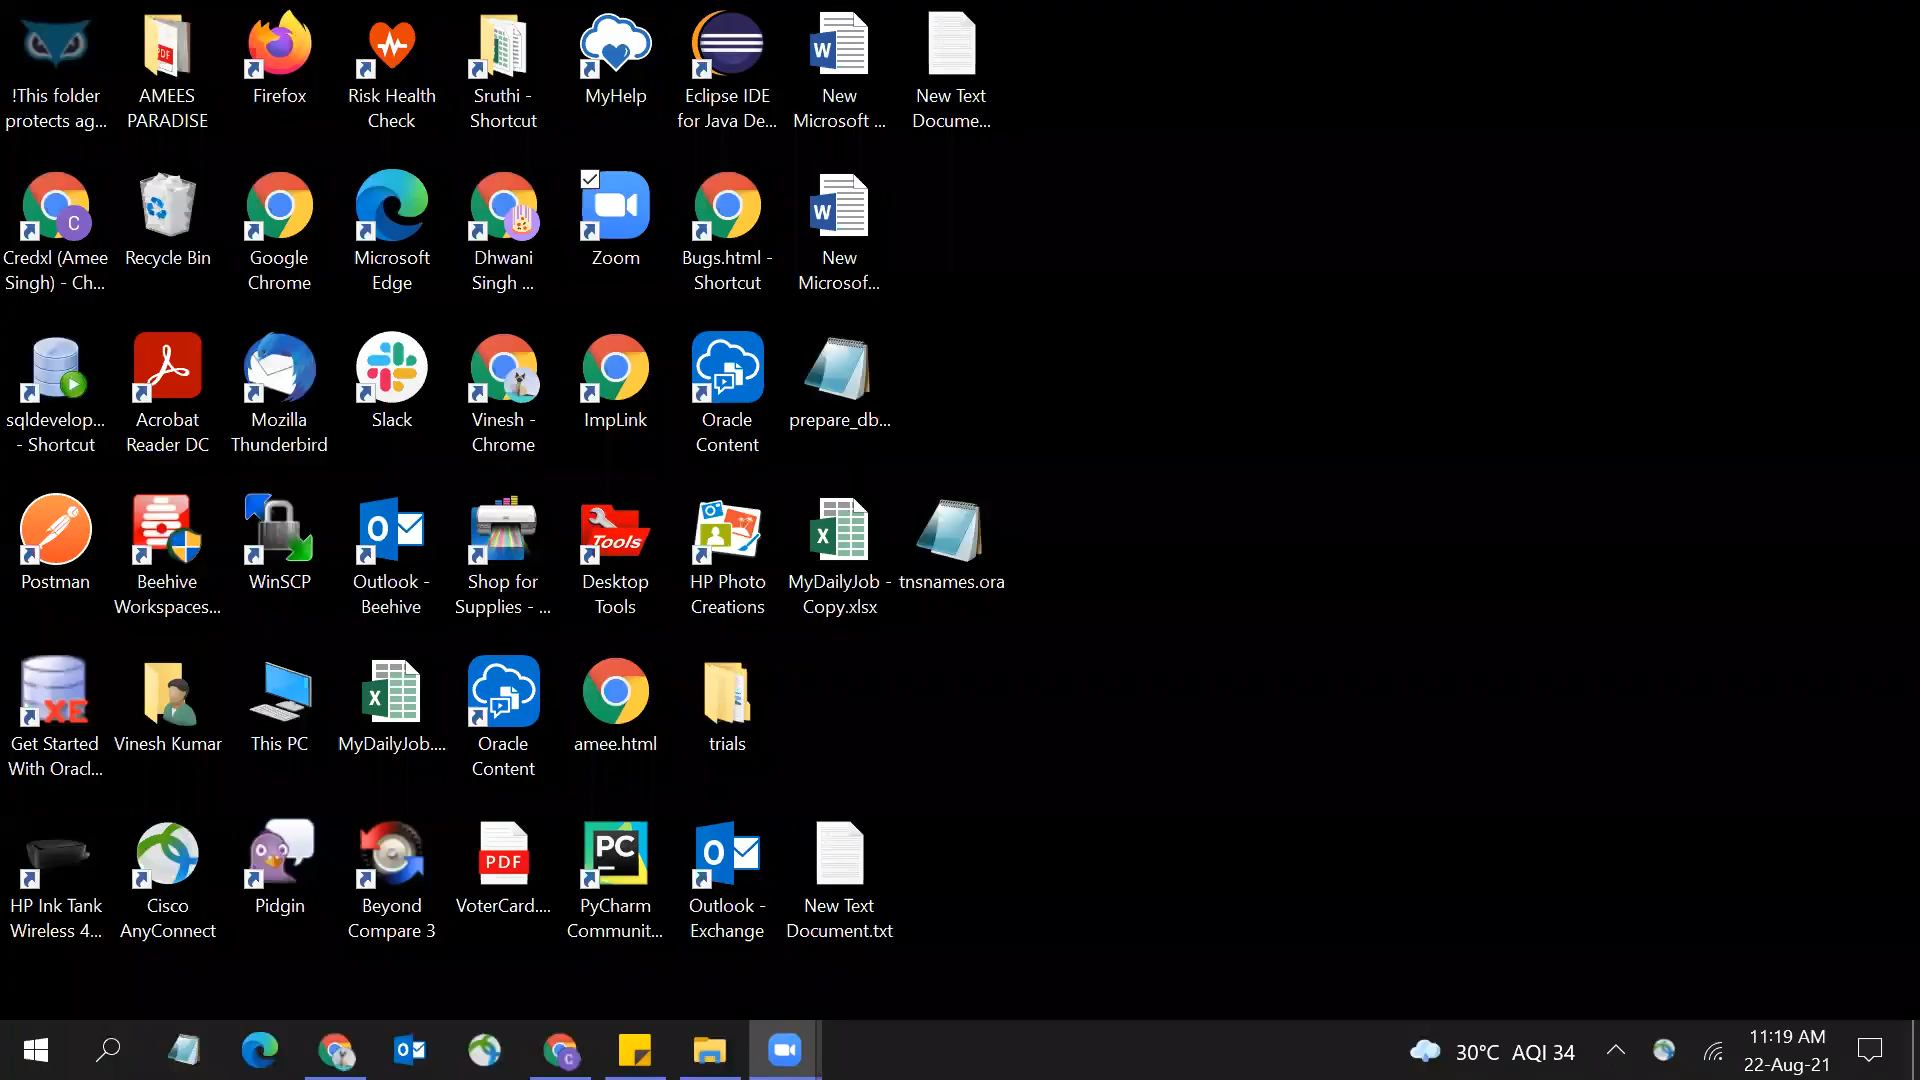 !This folder
protects ag...
AMEES
PARADISE
Firefox
Risk Health
Check
Sruthi -
Shortcut
MyHelp
Eclipse IDE
for Java De...
New
Microsoft ...
New Text
Docume...
Credxl (Amee
Singh) - Ch...
Recycle Bin
Google
Chrome
Microsoft
Edge
Dhwani
Singh ...
Zoom
Bugs.html -
Shortcut
New
Microsof...
sqldevelop...
- Shortcut
Acrobat
Reader DC
Mozilla
Thunderbird
Slack
Vinesh -
Chrome
ImpLink
Oracle
Content
prepare_db...
Postman
Beehive
Workspaces...
WinSCP
Outlook -
Beehive
Shop for
Supplies - ...
Tools
Desktop
Tools
HP Photo
Creations
MyDailyJob -
Copy.xlsx
tnsnames.ora
XE
Get Started
With Oracl...
Vinesh Kumar
This PC
MyDailyJob....
Oracle
Content
amee.html
trials
HP Ink Tank
Wireless 4...
Cisco
AnyConnect
Pidgin
Beyond
Compare 3
PDF
VoterCard....
PC
PyCharm
Communit...
Outlook -
Exchange
New Text
Document.txt
30°C AQI 34
11:19 AM
22-Aug-21